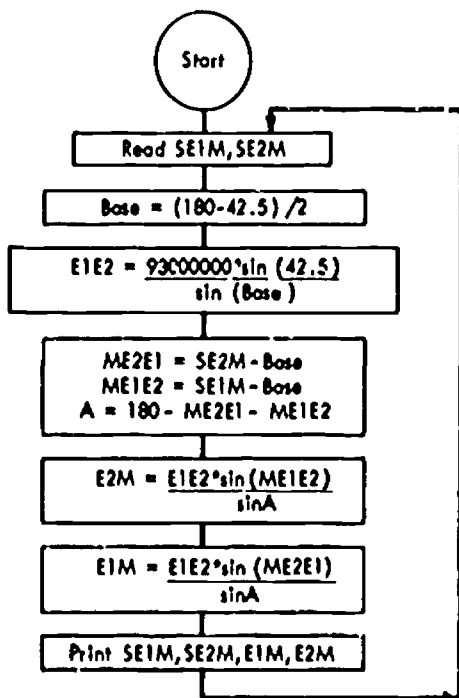 Start
Read SE1M, SE2M
Base = (180-42.5)/2
E1E2 = 93000000*sin (42.5)
sin (Base)
ME2E1 = SE2M-Base
ME1E2 = SE1M-Base
A = 180- ME2E1- ME1E2
E2M = E1E2*sin(ME1E2)
sinA
E1M = E1E2*sin (ME2E1)
sinA
Print SE1M, SE2M, E1M, E2M